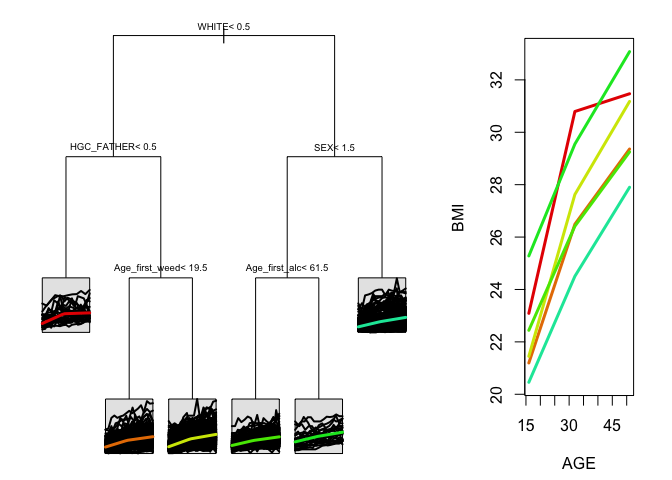 WHITE< 0.5
HGC_FATHER< 0.5
SEX< 1.5
Age_first_weed< 19.5
Age_first_alc< 61.5
BMI
32
30
28
26
24
22
20
15
30
45
AGE